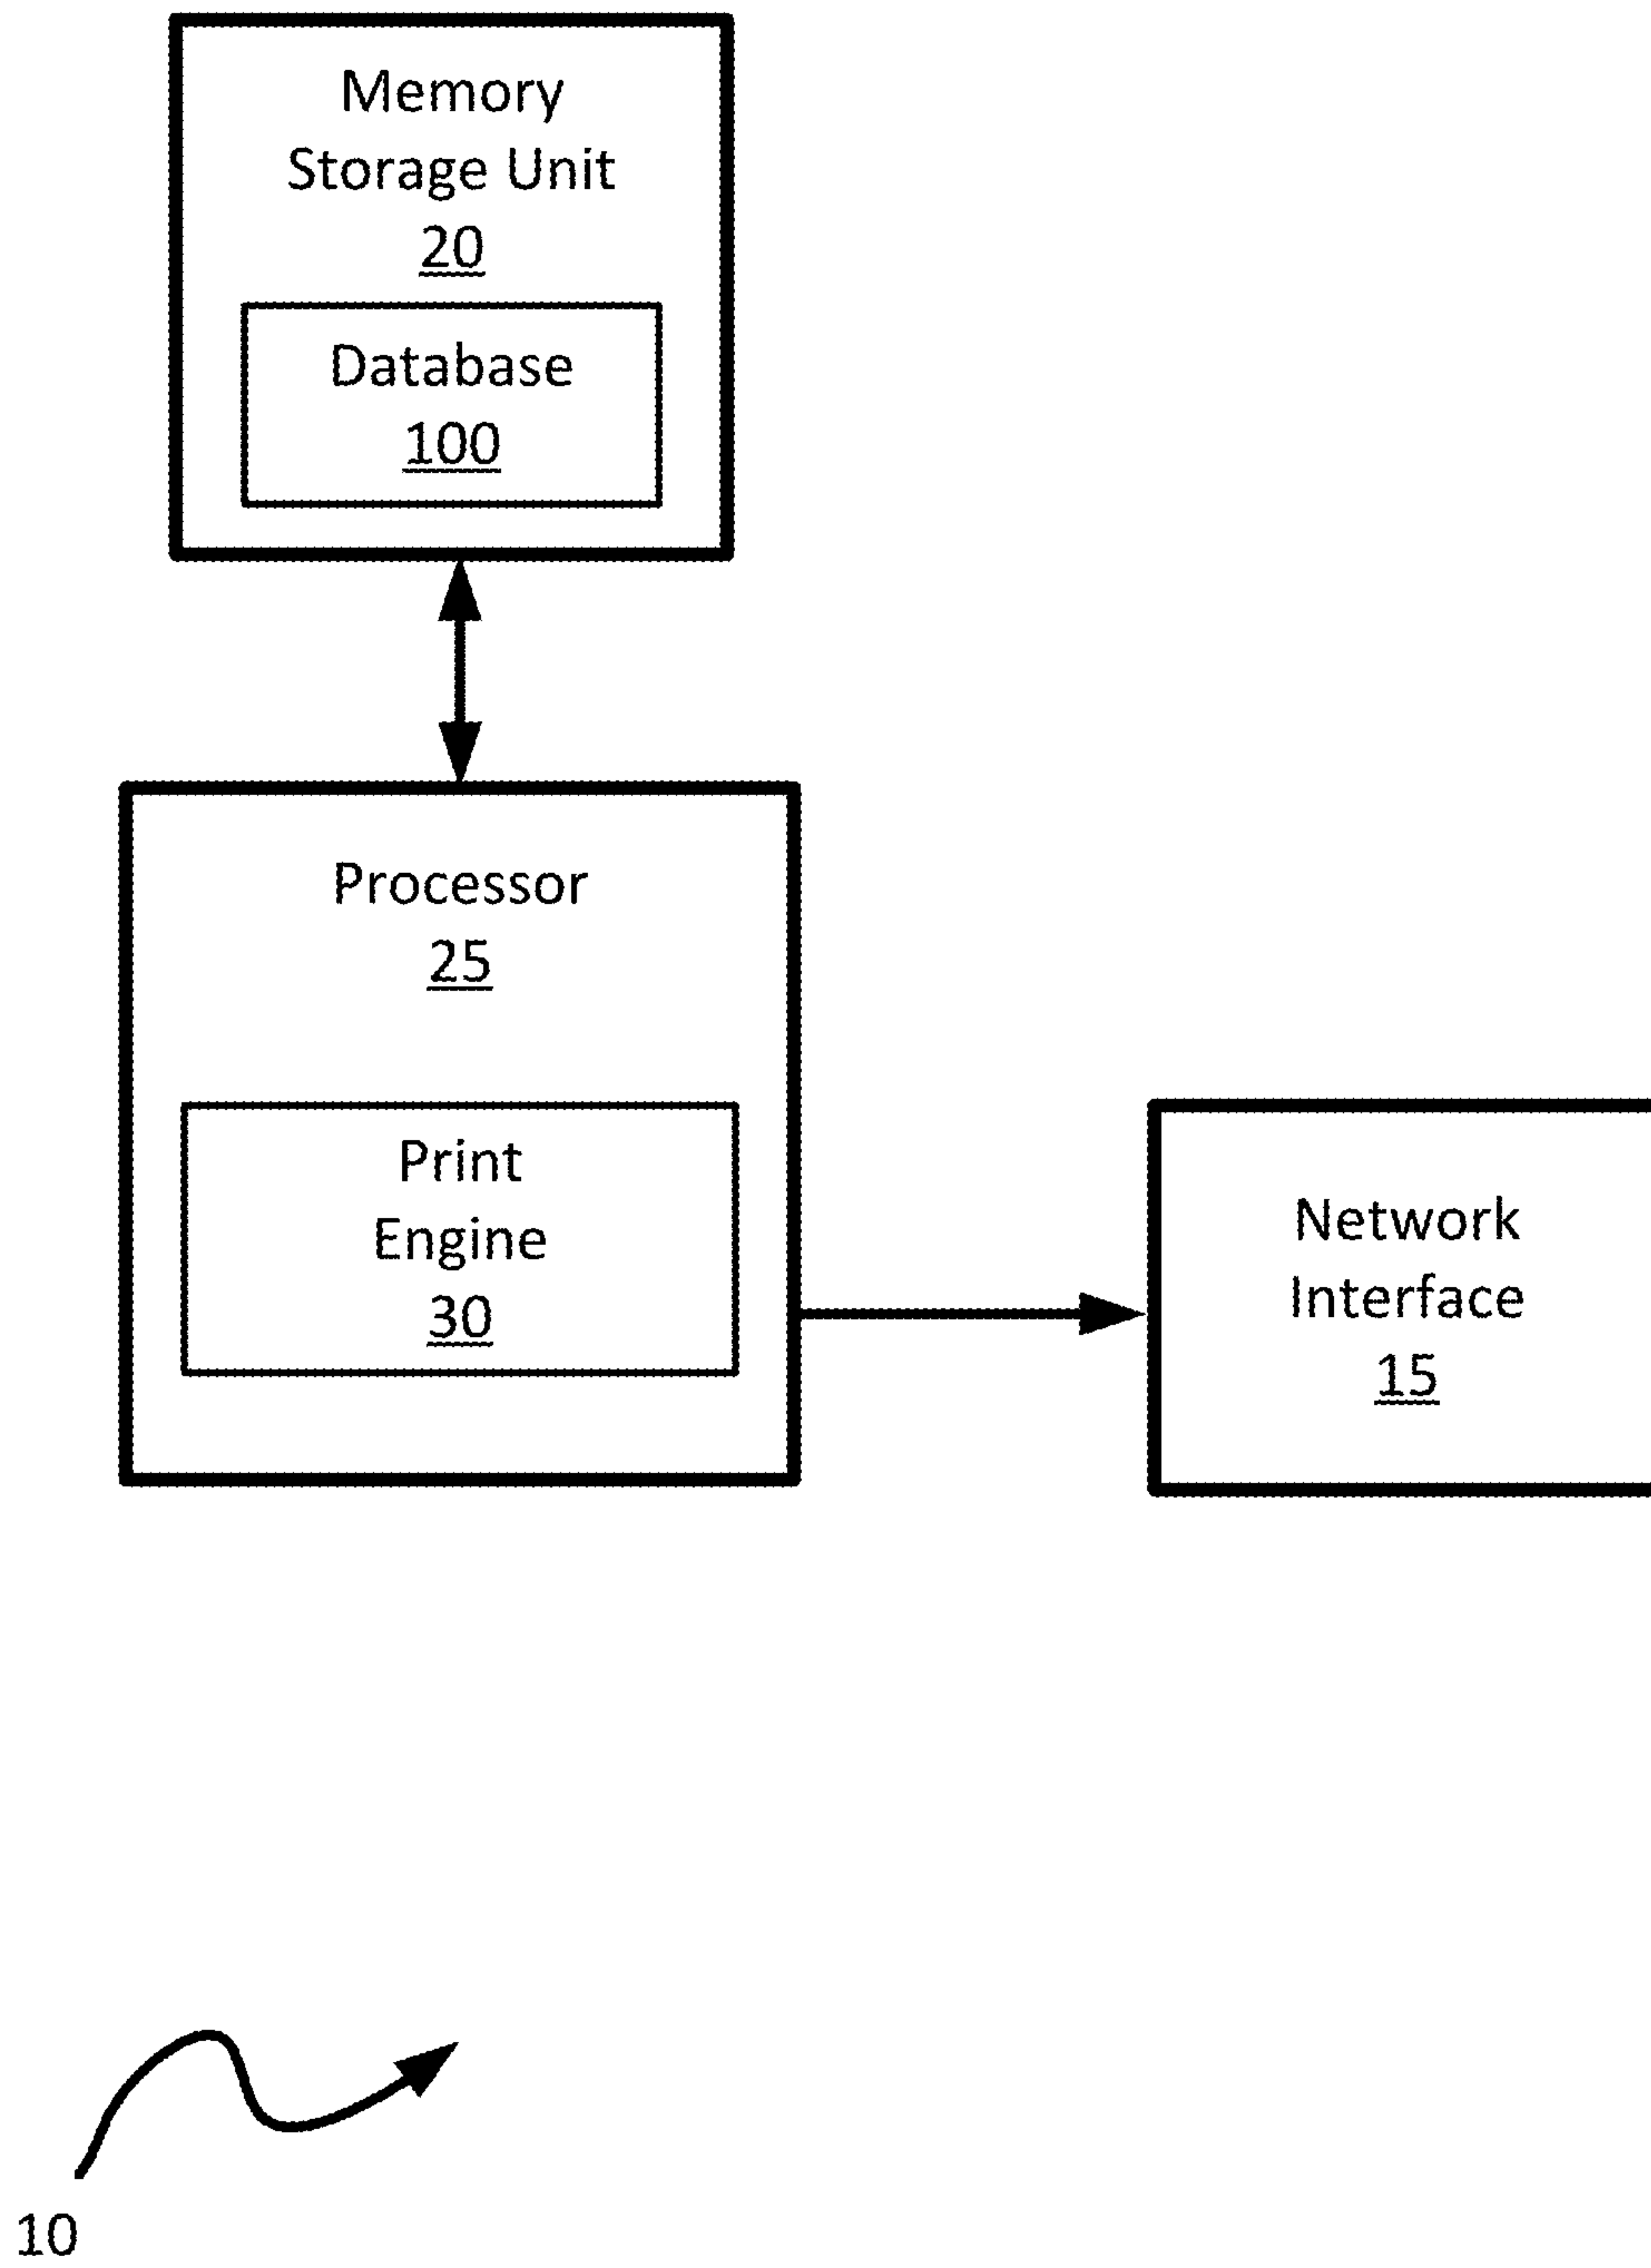 Memory
Storage Unit
20
Database
100
Processor
25
Print
Engine
30
Network
Interface
15
10